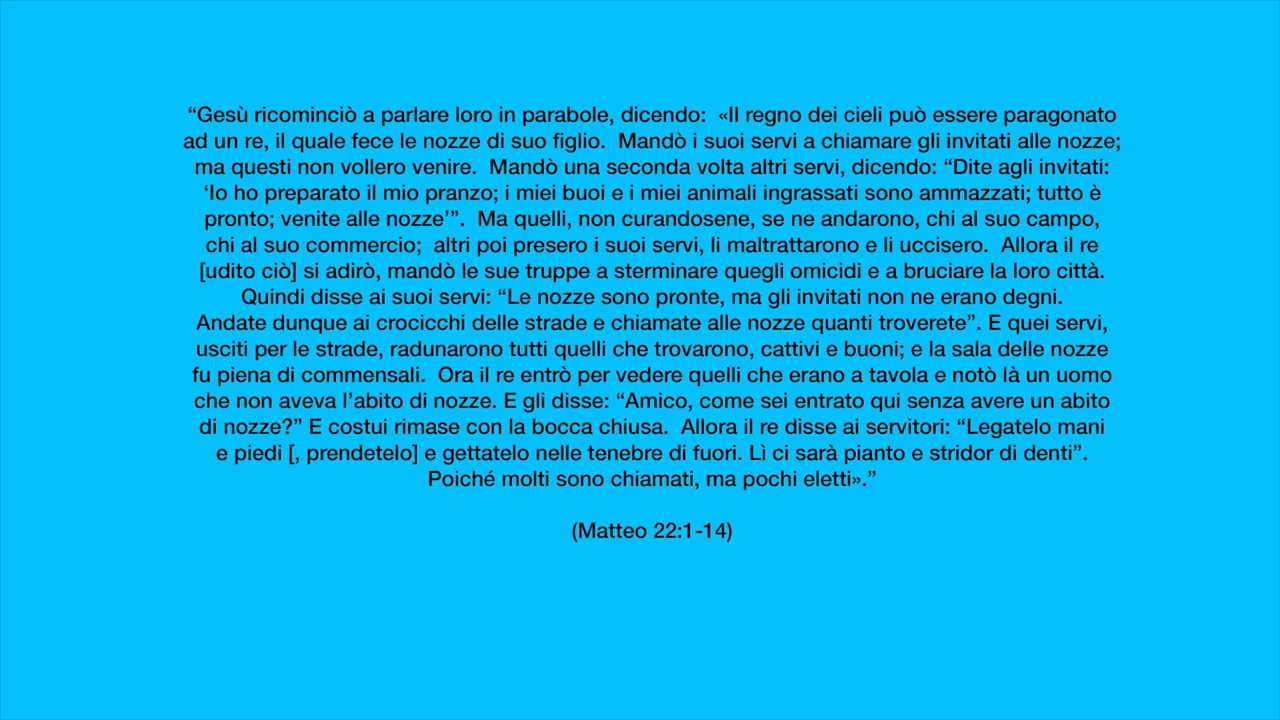 “Gesù ricominciò a parlare loro in parabole, dicendo:  «Il regno dei cieli può essere paragonato
ad un re, il quale fece le nozze di suo figlio.  Mandò i suoi servi a chiamare gli invitati alle nozze;
ma questi non vollero venire.  Mandò una seconda volta altri servi, dicendo: “Dite agli invitati:
‘Io ho preparato il mio pranzo; i miei buoi e i miei animali ingrassati sono ammazzati; tutto è
pronto; venite alle nozze’”.  Ma quelli, non curandosene, se ne andarono, chi al suo campo,
chi al suo commercio;  altri poi presero i suoi servi, li maltrattarono e li uccisero.  Allora il re
[udito ciò] si adirò, mandò le sue truppe a sterminare quegli omicidi e a bruciare la loro città.
Quindi disse ai suoi servi: “Le nozze sono pronte, ma gli invitati non ne erano degni.
Andate dunque ai crocicchi delle strade e chiamate alle nozze quanti troverete”. E quei servi,
usciti per le strade, radunarono tutti quelli che trovarono, cattivi e buoni; e la sala delle nozze
fu piena di commensali.  Ora il re entrò per vedere quelli che erano a tavola e notò là un uomo
che non aveva l’abito di nozze. E gli disse: “Amico, come sei entrato qui senza avere un abito
di nozze?” E costui rimase con la bocca chiusa.  Allora il re disse ai servitori: “Legatelo mani
e piedi [, prendetelo] e gettatelo nelle tenebre di fuori. Lì ci sarà pianto e stridor di denti”.
Poiché molti sono chiamati, ma pochi eletti».”
(Matteo 22:1-14)